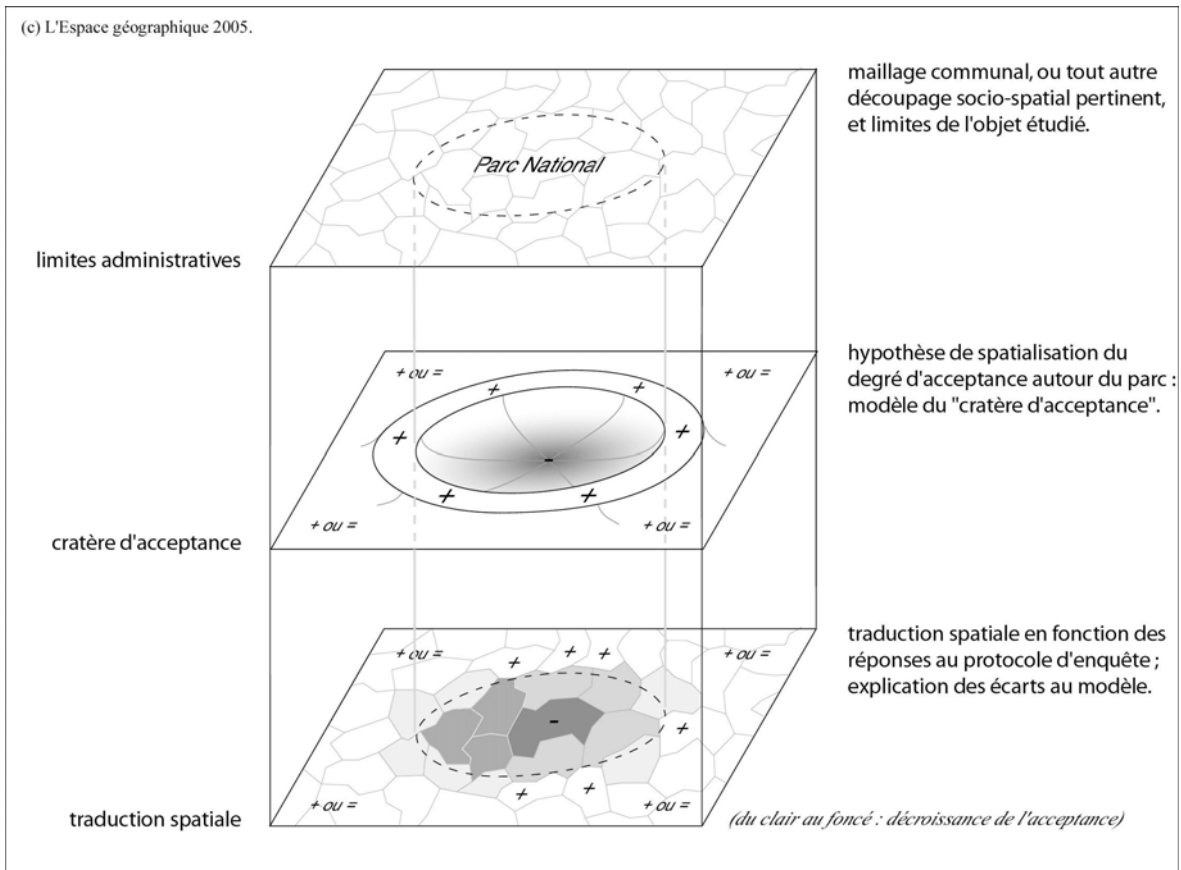 (c) L'Espace géographique 2005.
maillage communal, ou tout autre
découpage socio-spatial pertinent,
et limites de l'objet étudié.
Parc National
limites administratives
hypothèse de spatialisation du
degré d'acceptance autour du parc :
modèle du "cratère d'acceptance".
+ ou =
+ ou =
+
+
+
+
-
+
+
+ ou =
+ ou =
cratère d'acceptance
traduction spatiale en fonction des
réponses au protocole d'enquête ;
explication des écarts au modèle.
+ ou =
+
+
+
+ ou =
-
+
+
+
+ ou =
+ ou =
traduction spatiale
(du clair au foncé : décroissance de l'acceptance)